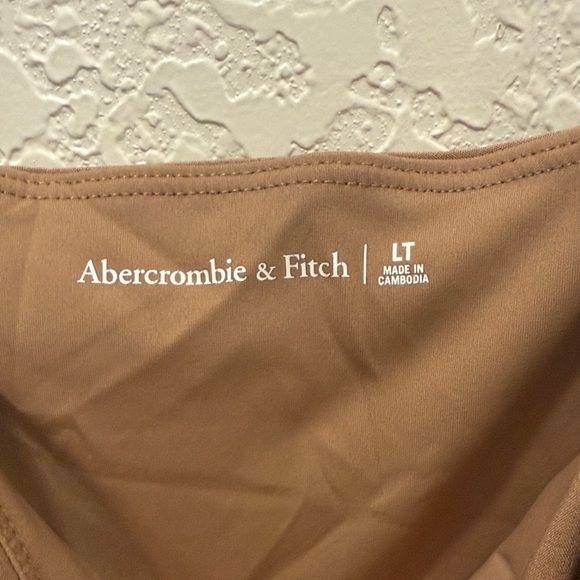 Abercrombie & Fitch | LT
MADE IN
CAMBODIA